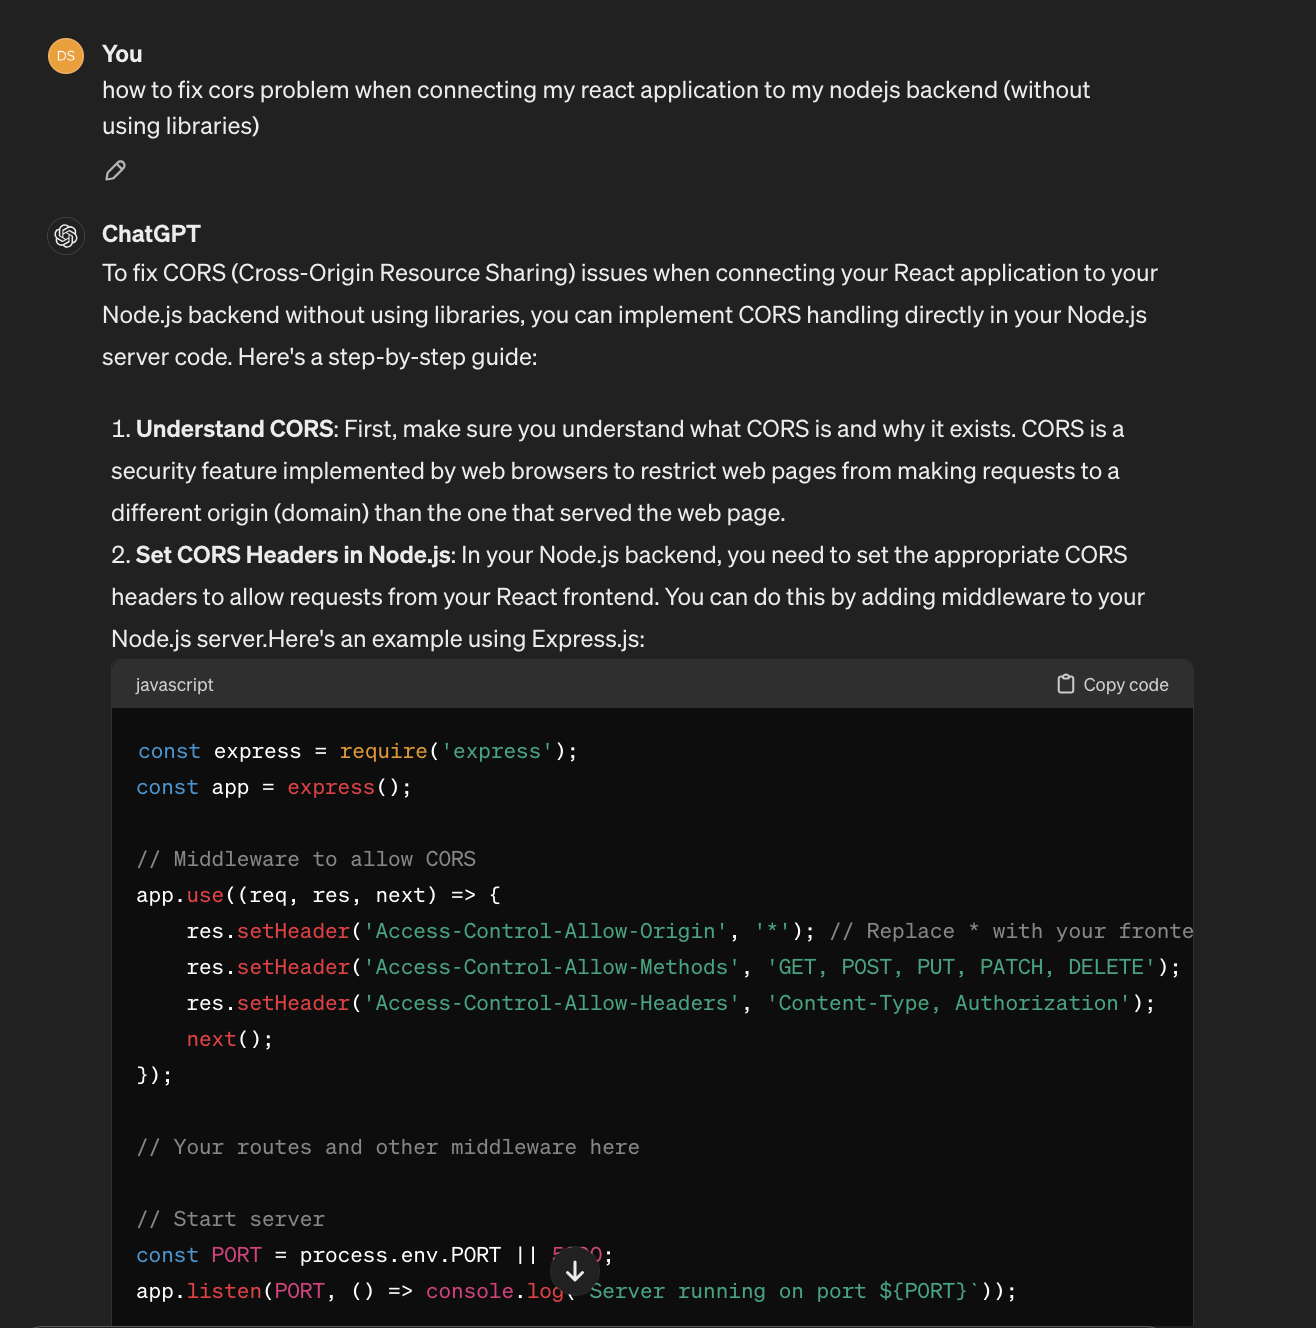 DS
You
how to fix cors problem when connecting my react application to my nodejs backend (without
using libraries)
ChatGPT
To fix CORS (Cross-Origin Resource Sharing) issues when connecting your React application to your
Node.js backend without using libraries, you can implement CORS handling directly in your Node.js
server code. Here's a step-by-step guide:
1. Understand CORS: First, make sure you understand what CORS is and why it exists. CORS is a
security feature implemented by web browsers to restrict web pages from making requests to a
different origin (domain) than the one that served the web page.
2. Set CORS Headers in Node.js: In your Node.js backend, you need to set the appropriate CORS
headers to allow requests from your React frontend. You can do this by adding middleware to your
Node.js server.Here's an example using Express.js:
javascript Copy code
const express = require('express');
const app = express();
// Middleware to allow CORS
app.use((req, res, next) => {
res.setHeader('Access-Control-Allow-Origin', '*'); // Replace * with your fronte
res.setHeader('Access-Control-Allow-Methods', 'GET, POST, PUT, PATCH, DELETE');
res.setHeader('Access-Control-Allow-Headers', 'Content-Type, Authorization');
next();
});
// Your routes and other middleware here
// Start server
const PORT = process.env.PORT ||
app.listen(PORT, () => console.log( Server running on port ${PORT}`));